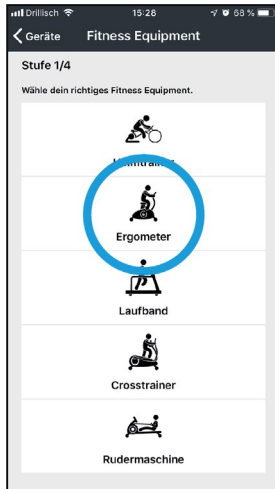 Drillisch 15:28 68 %
Geräte Fitness Equipment
Stufe 1/4
Wähle dein richtiges Fitness Equipment.
Ergometer
Laufband
Crosstrainer
Rudermaschine